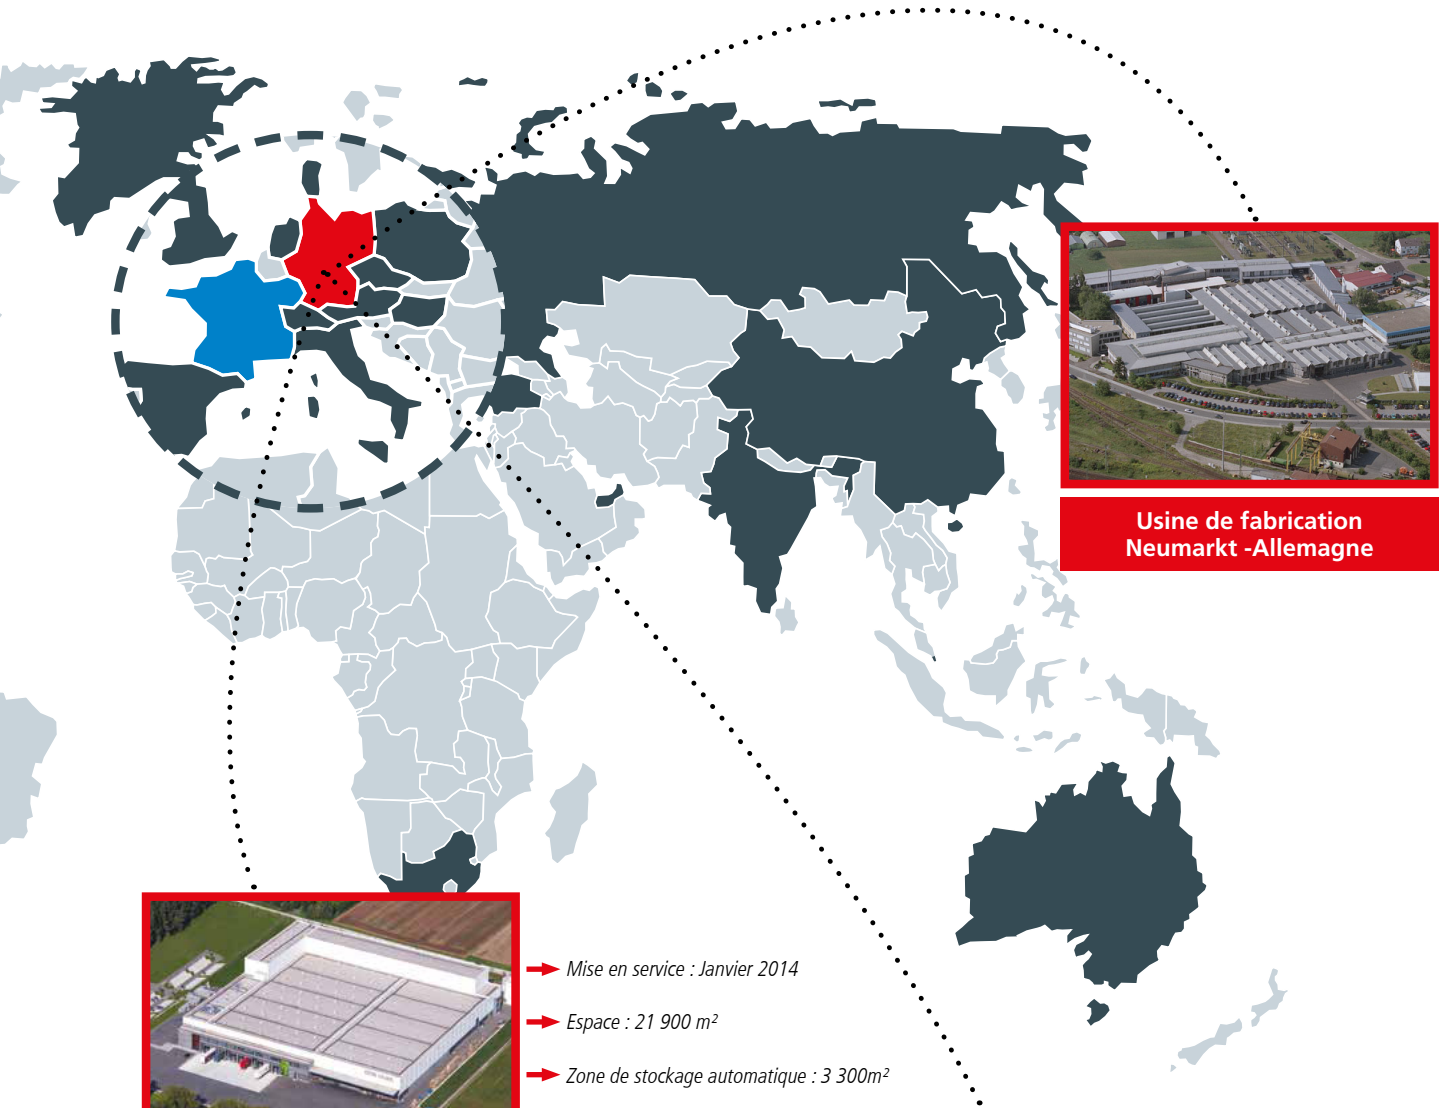 Usine de fabrication
Neumarkt -Allemagne
Mise en service : Janvier 2014
Espace : 21 900 m²
Zone de stockage automatique : 3 300m²